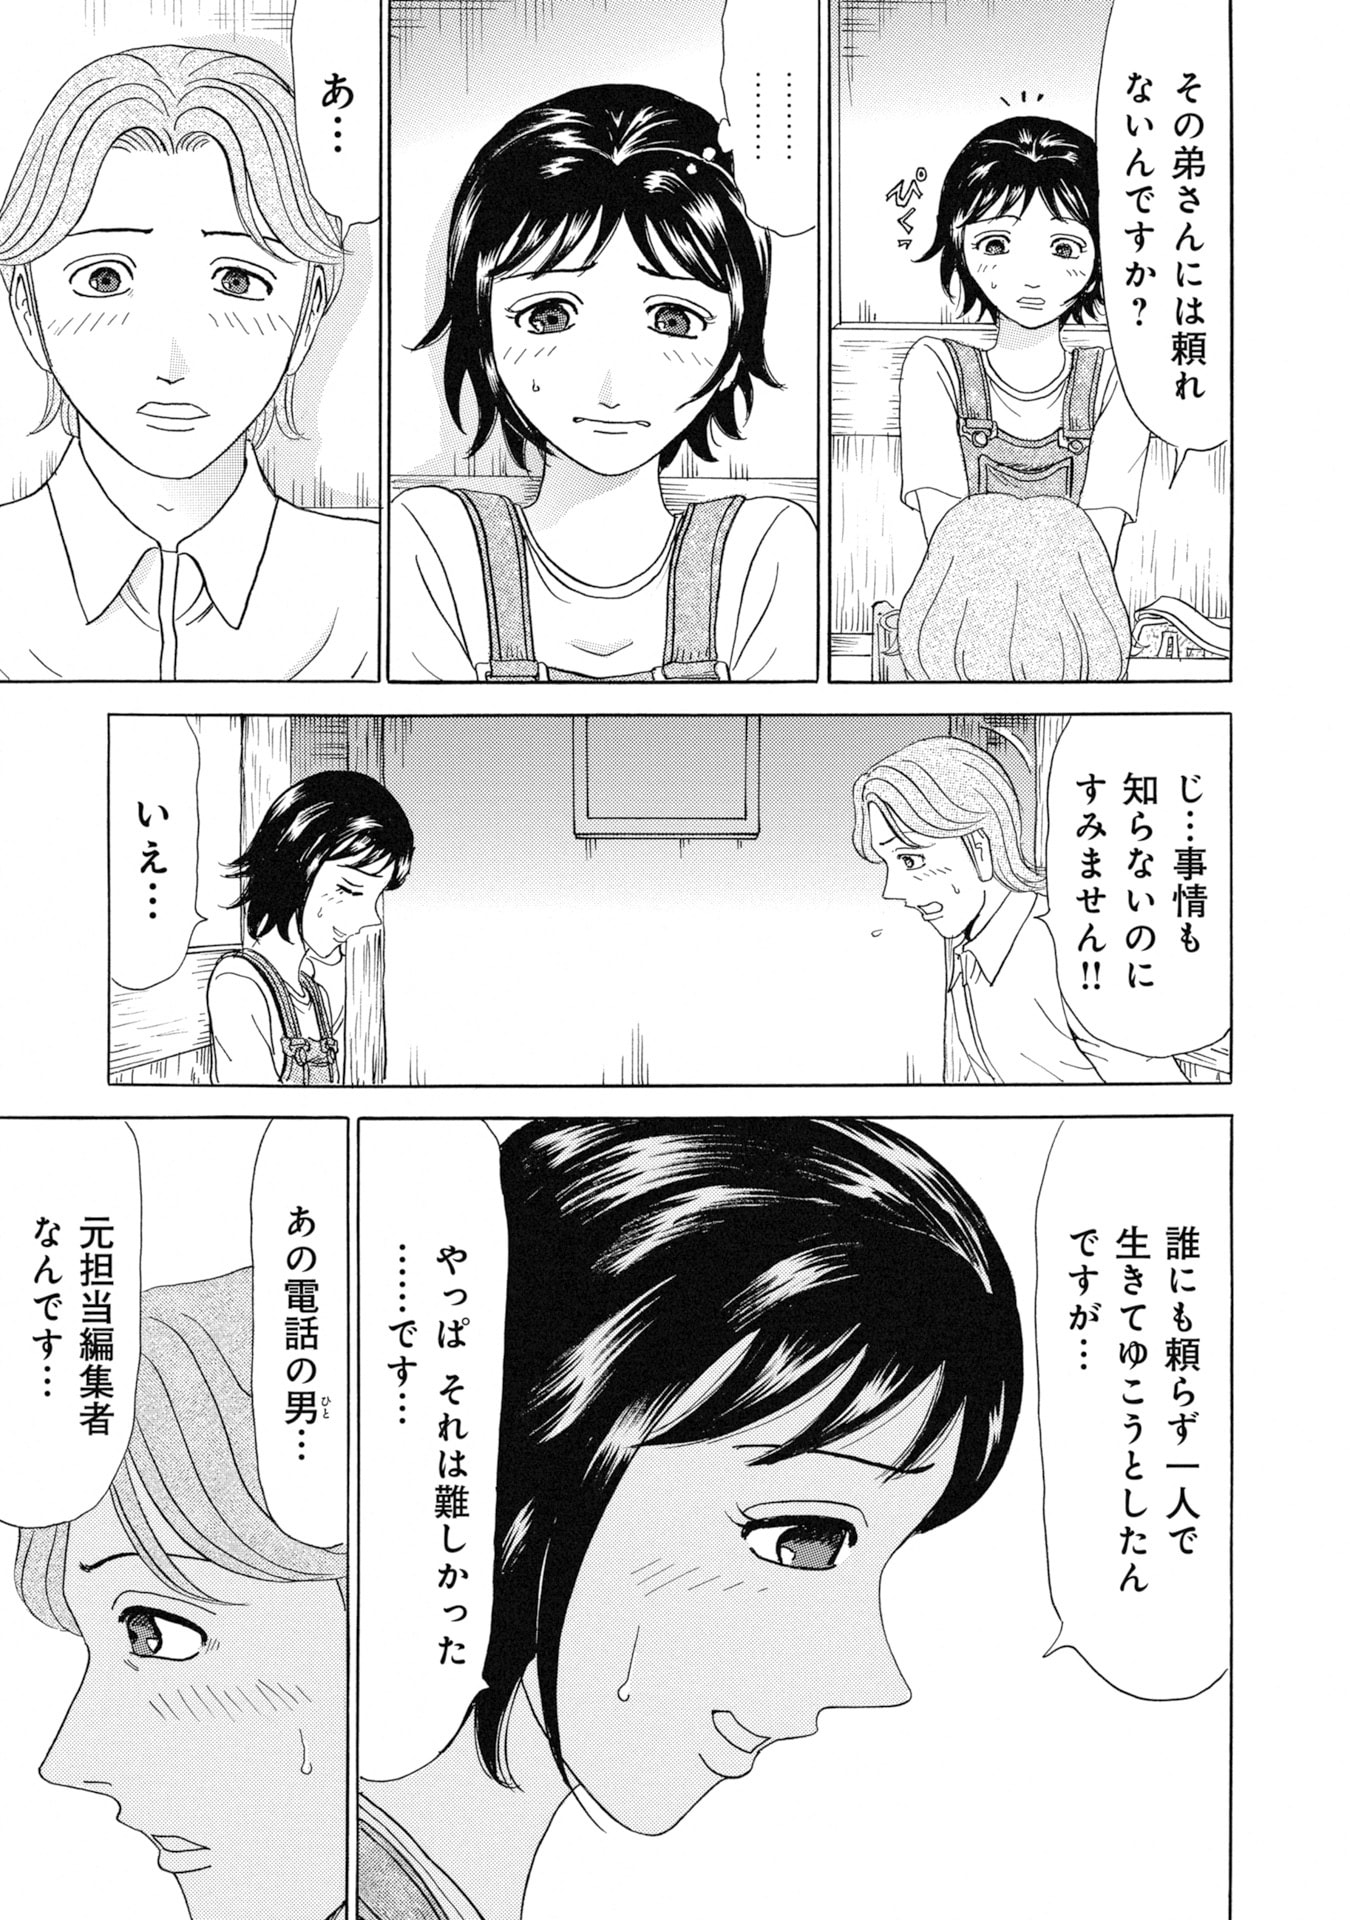 その弟さんには頼れ
ないんですか？
ぴくっ
…………
…………
あ…
じ…事情も
知らないのに
すみません!!
いえ…
誰にも頼らず一人で
生きてゆこうとしたん
ですが…
やっぱ それは難しかった
……です…
あの電話の男…
ひと
元担当編集者
なんです…